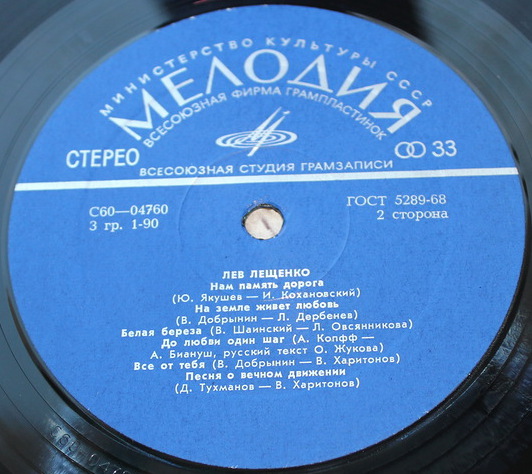 МИНИСТЕРСТВО КУЛЬТУРЫ СССР
МЕЛОДИЯ
ВСЕСОЮЗНАЯ ФИРМА ГРАМПЛАСТИНОК
СТЕРЕО
33
ВСЕСОЮЗНАЯ СТУДИЯ ГРАМЗАПИСИ
С60—04760
ГОСТ 5289-68
3 гр. 1-90
2 сторона
ЛЕВ ЛЕЩЕНКО
Нам память дорога
(Ю. Якушев — И. Кохановский)
На земле живет любовь
(В. Добрынин — Л. Дербенев)
Белая береза (В. Шаинский — Л. Овсянникова)
До любви один шаг (А. Копфф —
А. Биануш, русский текст О. Жукова)
Все от тебя (В. Добрынин — В. Харитонов)
Песня о вечном движении
(Д. Тухманов — В. Харитонов)